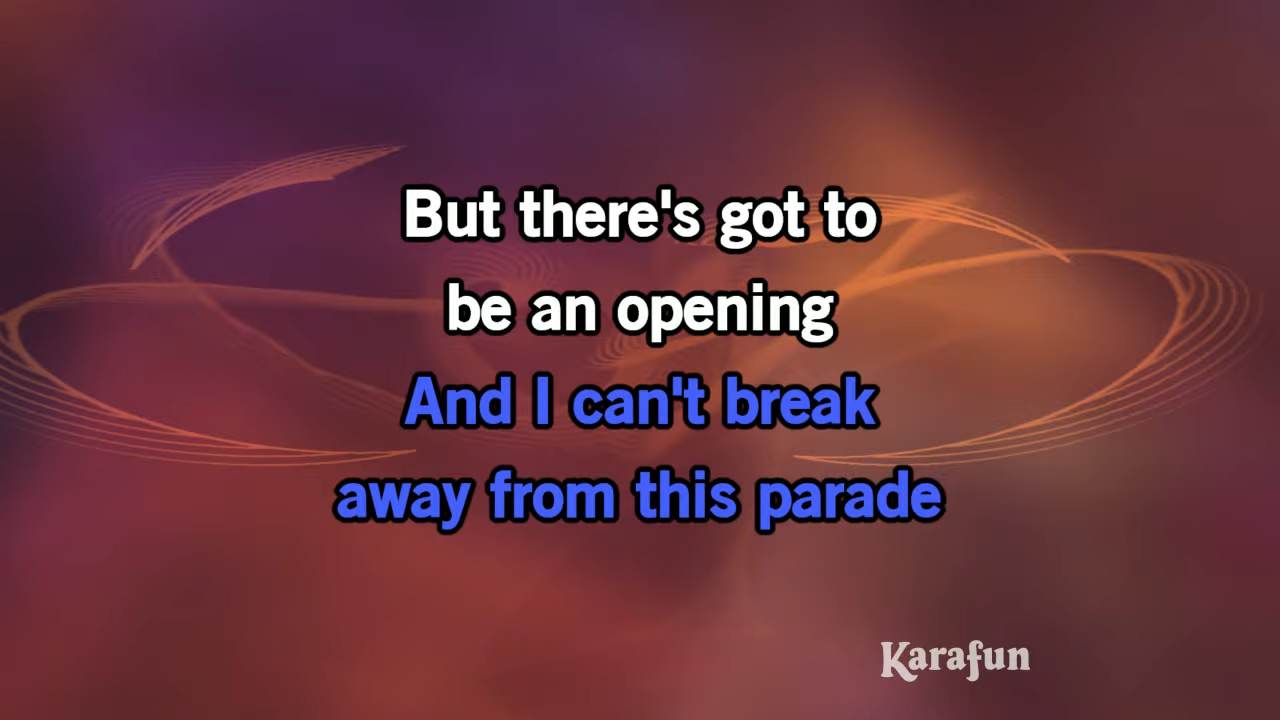 But there's got to
be an opening
And I can't break
away from this parade
Karafun